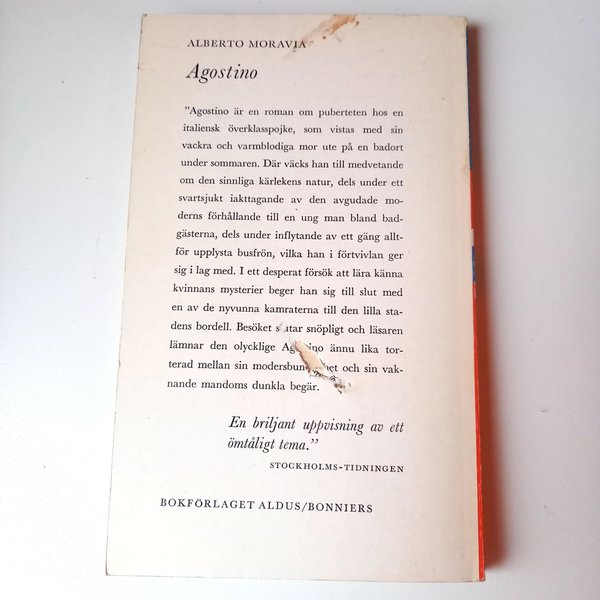 ALBERTO MORAVIA
Agostino
”Agostino är en roman om puberteten hos en
italiensk överklasspojke, som vistas med sin
vackra och varmblodiga mor ute på en badort
under sommaren. Där väcks han till medvetande
om den sinnliga kärlekens natur, dels under ett
svartsjukt iakttagande av den avgudade mo-
derns förhållande till en ung man bland bad-
gästerna, dels under inflytande av ett gäng allt-
för upplysta busfrön, vilka han i förtvivlan ger
sig i lag med. I ett desperat försök att lära känna
kvinnans mysterier beger han sig till slut med
en av de nyvunna kamraterna till den lilla sta-
dens bordell. Besöket slutar snöpligt och läsaren
lämnar den olycklige Agostino ännu lika tor-
terad mellan sin och sin vak-
nande mandoms dunkla begär.
En briljant uppvisning av ett
ömtåligt tema.”
STOCKHOLMS-TIDNINGEN
BOKFÖRLAGET ALDUS/BONNIERS